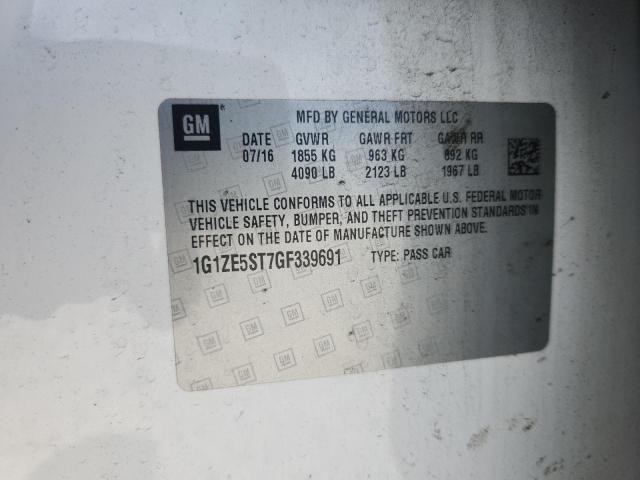 GM
MFD BY GENERAL MOTORS LLC
DATE GVWR GAWR FRT GAWR RR
07/16 1855 KG 963 KG 892 KG
4090 LB 2123 LB 1967 LB
THIS VEHICLE CONFORMS TO ALL APPLICABLE U.S. FEDERAL MOTOR
VEHICLE SAFETY, BUMPER, AND THEFT PREVENTION STANDARDS IN
EFFECT ON THE DATE OF MANUFACTURE SHOWN ABOVE.
1G1ZE5ST7GF339691 TYPE: PASS CAR